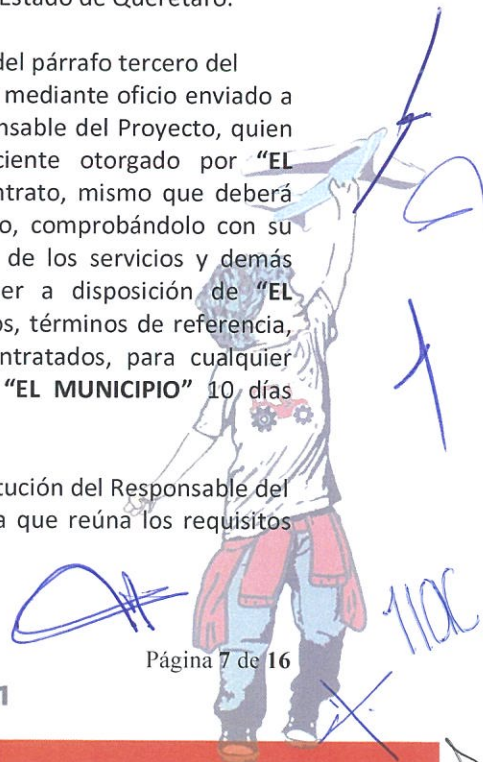 Estado de Querétaro.
del párrafo tercero del
mediante oficio enviado a
nsable del Proyecto, quien
ciente otorgado por "EL
ntrato, mismo que deberá
o, comprobándolo con su
de los servicios y demás
er a disposición de "EL
os, términos de referencia,
ntratados, para cualquier
"EL MUNICIPIO" 10 días
tución del Responsable del
a que reúna los requisitos
Página 7 de 16
1